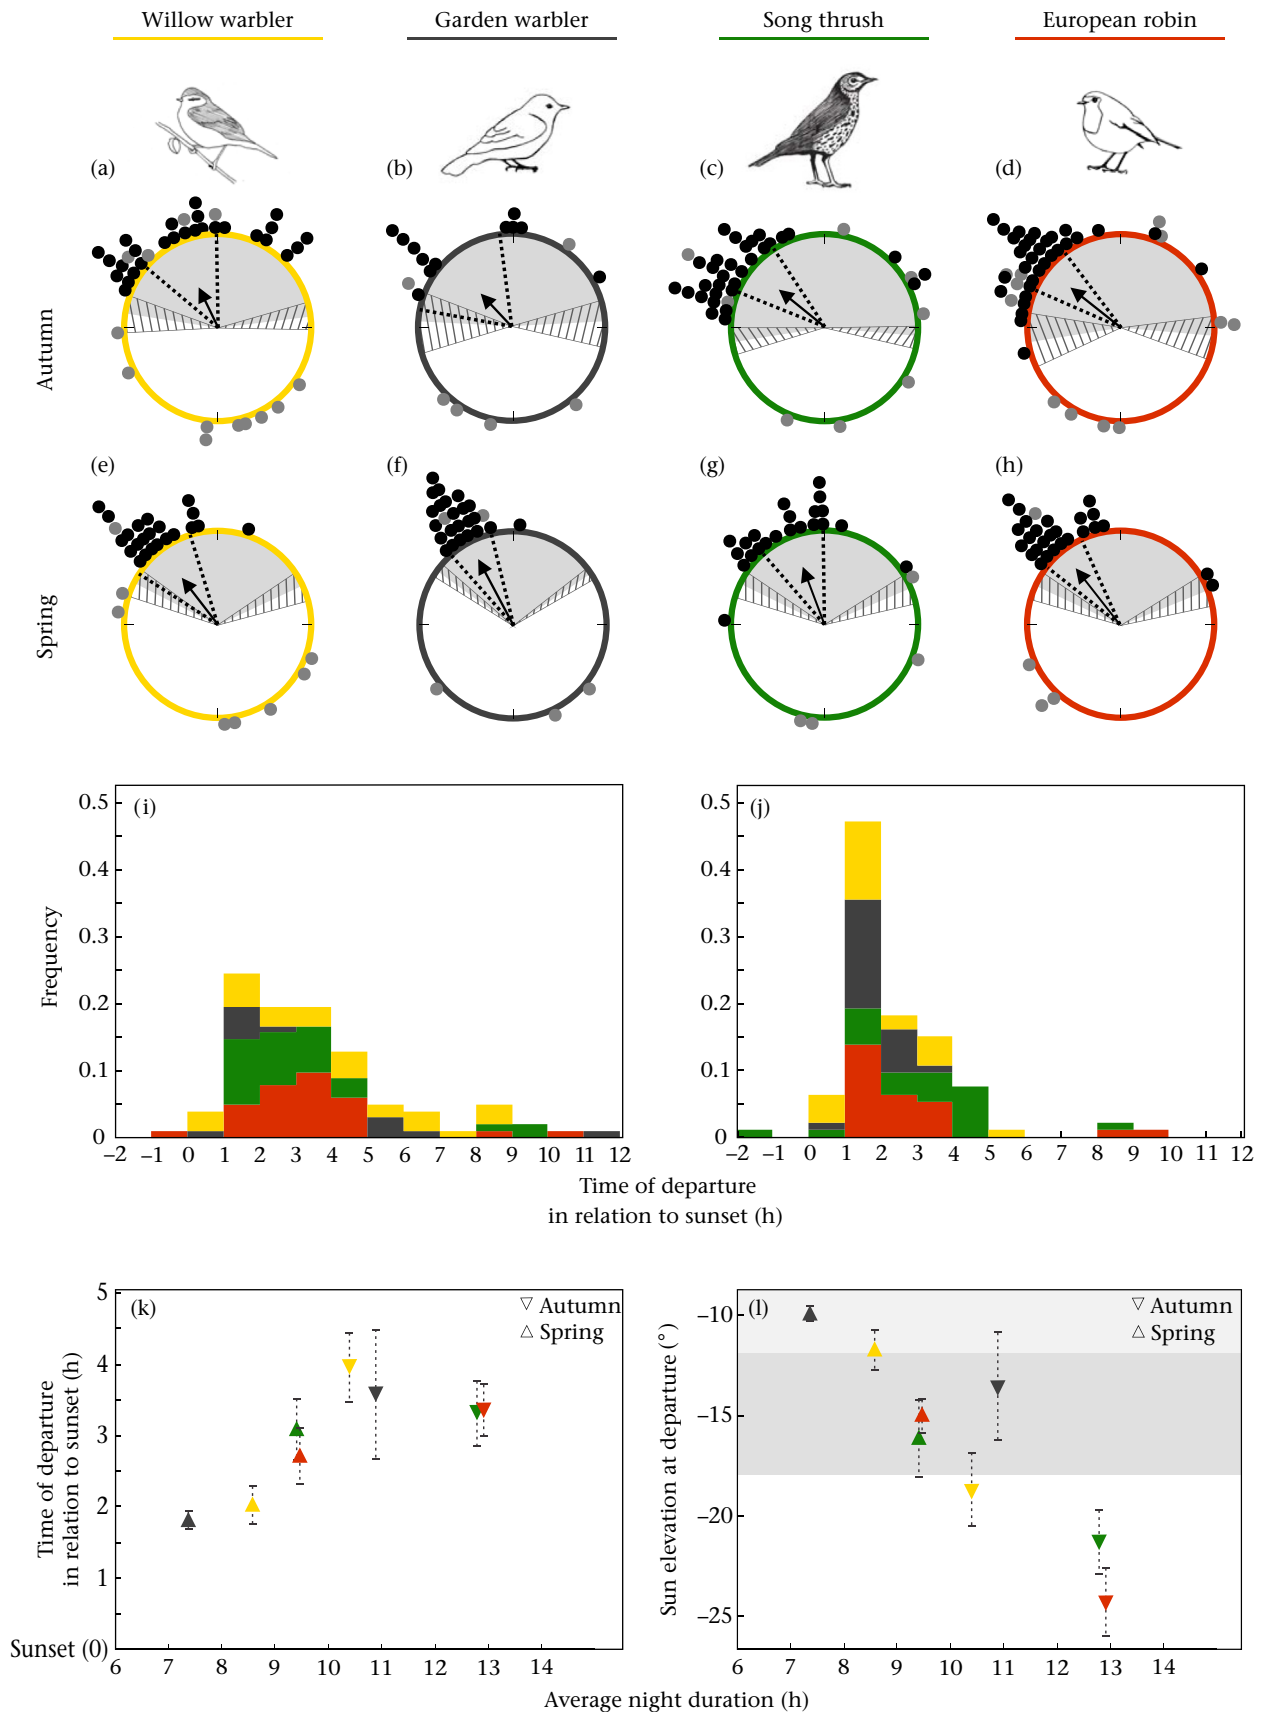 Willow warbler
Garden warbler
Song thrush
European robin
(a)
(b)
(c)
(d)
Autumn
(e)
(f)
(g)
(h)
Spring
(i)
0.5
0.4
0.3
0.2
0.1
0
Frequency
–2 –1 0 1 2 3 4 5 6 7 8 9 10 11 12
(j)
0.5
0.4
0.3
0.2
0.1
0
–2 –1 0 1 2 3 4 5 6 7 8 9 10 11 12
Time of departure
in relation to sunset (h)
(k)
Autumn
Spring
5
4
3
2
1
Sunset (0)
Time of departure
in relation to sunset (h)
6 7 8 9 10 11 12 13 14
(l)
Autumn
Spring
–10
–15
–20
–25
Sun elevation at departure (°)
6 7 8 9 10 11 12 13 14
Average night duration (h)